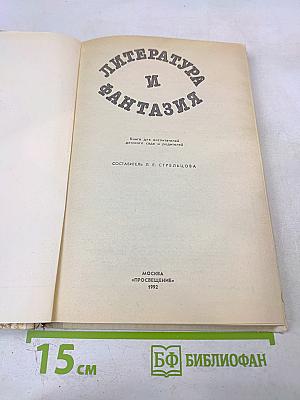 ЛИТЕРАТУРА
И
ФАНТАЗИЯ
Книга для воспитателей
детского сада и родителей
СОСТАВИТЕЛЬ Л. Е. СТРЕЛЬЦОВА
МОСКВА
«ПРОСВЕЩЕНИЕ»
1992
15 см
БФ БИБЛИОФАН